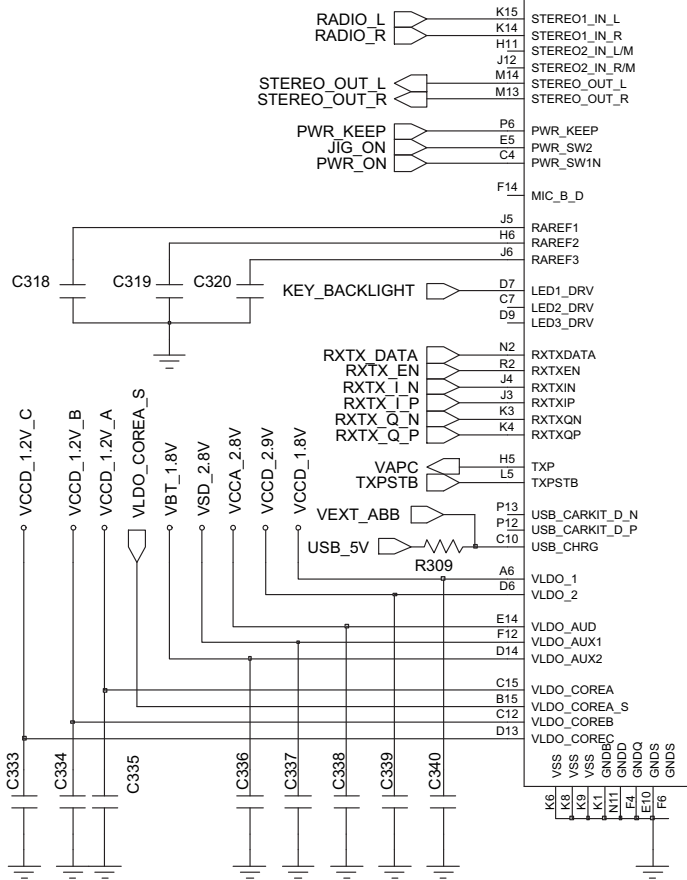 RADIO_L K15 STEREO1_IN_L
RADIO_R K14 STEREO1_IN_R
H11 STEREO2_IN_L/M
J12 STEREO2_IN_R/M
STEREO_OUT_L M14 STEREO_OUT_L
STEREO_OUT_R M13 STEREO_OUT_R
PWR_KEEP P6 PWR_KEEP
JIG_ON E5 PWR_SW2
PWR_ON C4 PWR_SW1N
F14 MIC_B_D
J5 RAREF1
H6 RAREF2
J6 RAREF3
C318 C319 C320
KEY_BACKLIGHT D7 LED1_DRV
C7 LED2_DRV
D9 LED3_DRV
RXTX_DATA N2 RXTXDATA
RXTX_EN R2 RXTXEN
RXTX_I_N J4 RXTXIN
RXTX_I_P J3 RXTXIP
RXTX_Q_N K3 RXTXQN
RXTX_Q_P K4 RXTXQP
VAPC H5 TXP
TXPSTB L5 TXPSTB
VEXT_ABB P13 USB_CARKIT_D_N
P12 USB_CARKIT_D_P
USB_5V C10 USB_CHRG
R309
VCCD_1.2V_C
VCCD_1.2V_B
VCCD_1.2V_A
VLDO_COREA_S
VBT_1.8V
VSD_2.8V
VCCA_2.8V
VCCD_2.9V
VCCD_1.8V
A6 VLDO_1
D6 VLDO_2
E14 VLDO_AUD
F12 VLDO_AUX1
D14 VLDO_AUX2
C15 VLDO_COREA
B15 VLDO_COREA_S
C12 VLDO_COREB
D13 VLDO_COREC
C333
C334
C335
C336
C337
C338
C339
C340
VSS
VSS
VSS
GNDB
GNDD
GNDQ
GNDS
GNDS
K6
K8
K9
K1
N11
F4
E10
F6